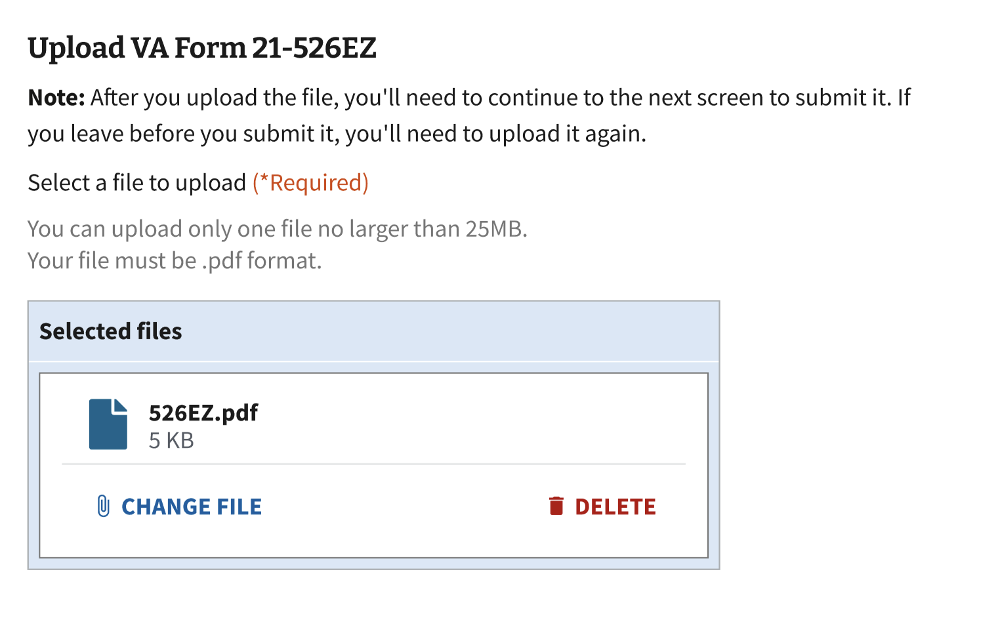 Upload VA Form 21-526EZ
Note: After you upload the file, you'll need to continue to the next screen to submit it. If
you leave before you submit it, you'll need to upload it again.
Select a file to upload (*Required)
You can upload only one file no larger than 25MB.
Your file must be .pdf format.
Selected files
526EZ.pdf
5 KB
CHANGE FILE
DELETE